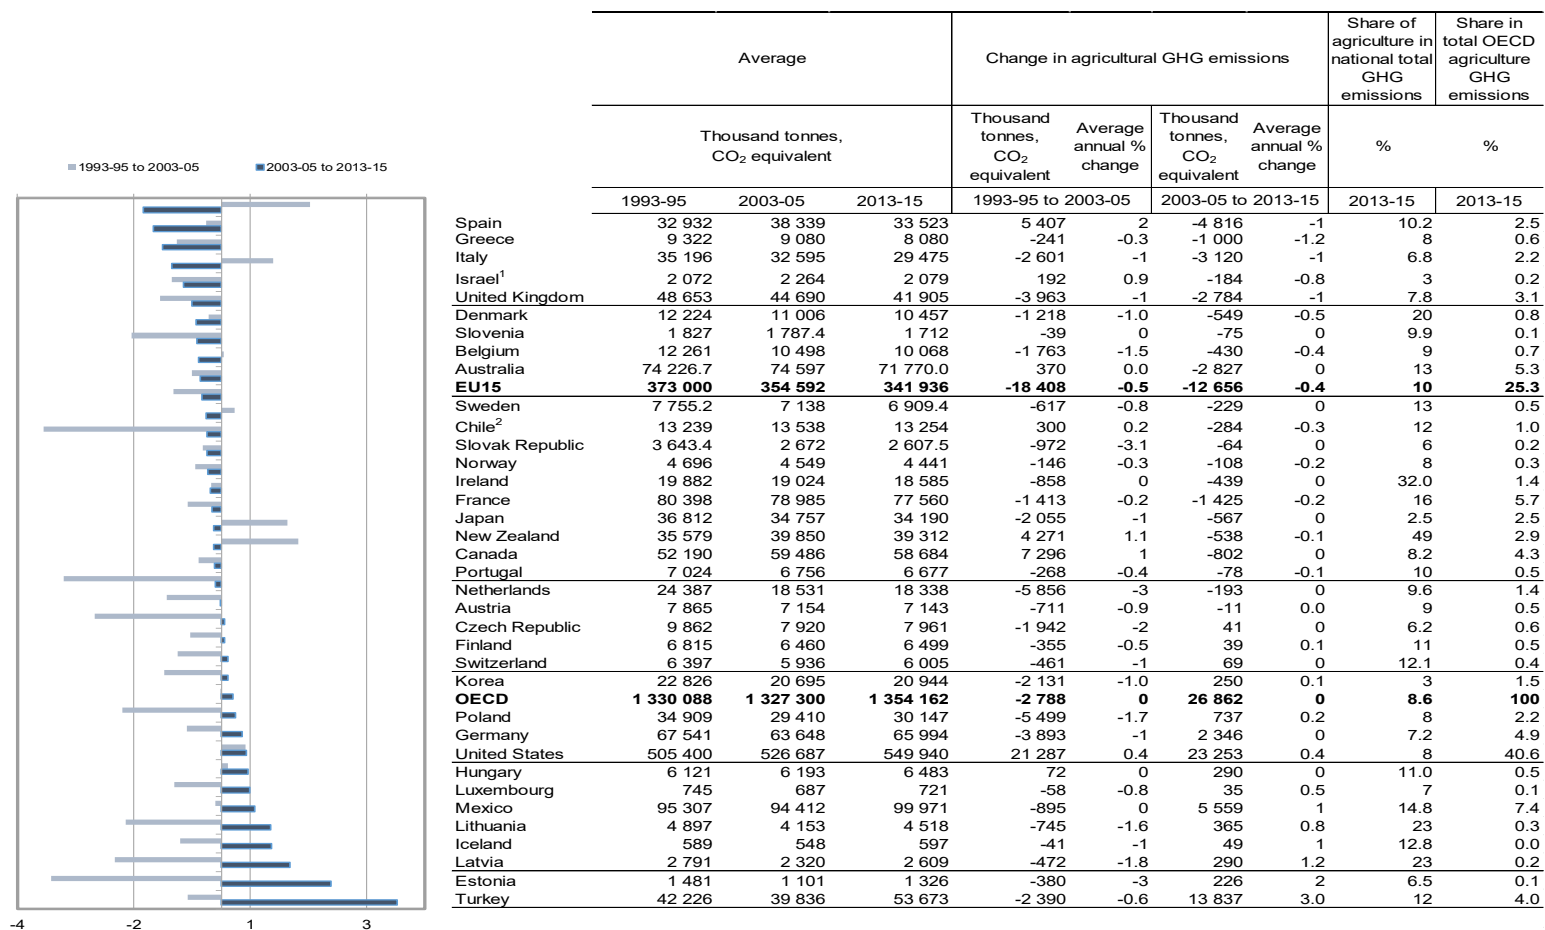 1993-95 to 2003-05 2003-05 to 2013-15
-4 -2 1 3
Average Change in agricultural GHG emissions Share of agriculture in national total GHG emissions Share in total OECD agriculture GHG emissions
Thousand tonnes, CO2 equivalent Thousand tonnes, CO2 equivalent Average annual % change Thousand tonnes, CO2 equivalent Average annual % change % %
1993-95 2003-05 2013-15 1993-95 to 2003-05 2003-05 to 2013-15 2013-15 2013-15
Spain 32 932 38 339 33 523 5 407 2 -4 816 -1 10.2 2.5
Greece 9 322 9 080 8 080 -241 -0.3 -1 000 -1.2 8 0.6
Italy 35 196 32 595 29 475 -2 601 -1 -3 120 -1 6.8 2.2
Israel1 2 072 2 264 2 079 192 0.9 -184 -0.8 3 0.2
United Kingdom 48 653 44 690 41 905 -3 963 -1 -2 784 -1 7.8 3.1
Denmark 12 224 11 006 10 457 -1 218 -1.0 -549 -0.5 20 0.8
Slovenia 1 827 1 787.4 1 712 -39 0 -75 0 9.9 0.1
Belgium 12 261 10 498 10 068 -1 763 -1.5 -430 -0.4 9 0.7
Australia 74 226.7 74 597 71 770.0 370 0.0 -2 827 0 13 5.3
EU15 373 000 354 592 341 936 -18 408 -0.5 -12 656 -0.4 10 25.3
Sweden 7 755.2 7 138 6 909.4 -617 -0.8 -229 0 13 0.5
Chile2 13 239 13 538 13 254 300 0.2 -284 -0.3 12 1.0
Slovak Republic 3 643.4 2 672 2 607.5 -972 -3.1 -64 0 6 0.2
Norway 4 696 4 549 4 441 -146 -0.3 -108 -0.2 8 0.3
Ireland 19 882 19 024 18 585 -858 0 -439 0 32.0 1.4
France 80 398 78 985 77 560 -1 413 -0.2 -1 425 -0.2 16 5.7
Japan 36 812 34 757 34 190 -2 055 -1 -567 0 2.5 2.5
New Zealand 35 579 39 850 39 312 4 271 1.1 -538 -0.1 49 2.9
Canada 52 190 59 486 58 684 7 296 1 -802 0 8.2 4.3
Portugal 7 024 6 756 6 677 -268 -0.4 -78 -0.1 10 0.5
Netherlands 24 387 18 531 18 338 -5 856 -3 -193 0 9.6 1.4
Austria 7 865 7 154 7 143 -711 -0.9 -11 0.0 9 0.5
Czech Republic 9 862 7 920 7 961 -1 942 -2 41 0 6.2 0.6
Finland 6 815 6 460 6 499 -355 -0.5 39 0.1 11 0.5
Switzerland 6 397 5 936 6 005 -461 -1 69 0 12.1 0.4
Korea 22 826 20 695 20 944 -2 131 -1.0 250 0.1 3 1.5
OECD 1 330 088 1 327 300 1 354 162 -2 788 0 26 862 0 8.6 100
Poland 34 909 29 410 30 147 -5 499 -1.7 737 0.2 8 2.2
Germany 67 541 63 648 65 994 -3 893 -1 2 346 0 7.2 4.9
United States 505 400 526 687 549 940 21 287 0.4 23 253 0.4 8 40.6
Hungary 6 121 6 193 6 483 72 0 290 0 11.0 0.5
Luxembourg 745 687 721 -58 -0.8 35 0.5 7 0.1
Mexico 95 307 94 412 99 971 -895 0 5 559 1 14.8 7.4
Lithuania 4 897 4 153 4 518 -745 -1.6 365 0.8 23 0.3
Iceland 589 548 597 -41 -1 49 1 12.8 0.0
Latvia 2 791 2 320 2 609 -472 -1.8 290 1.2 23 0.2
Estonia 1 481 1 101 1 326 -380 -3 226 2 6.5 0.1
Turkey 42 226 39 836 53 673 -2 390 -0.6 13 837 3.0 12 4.0